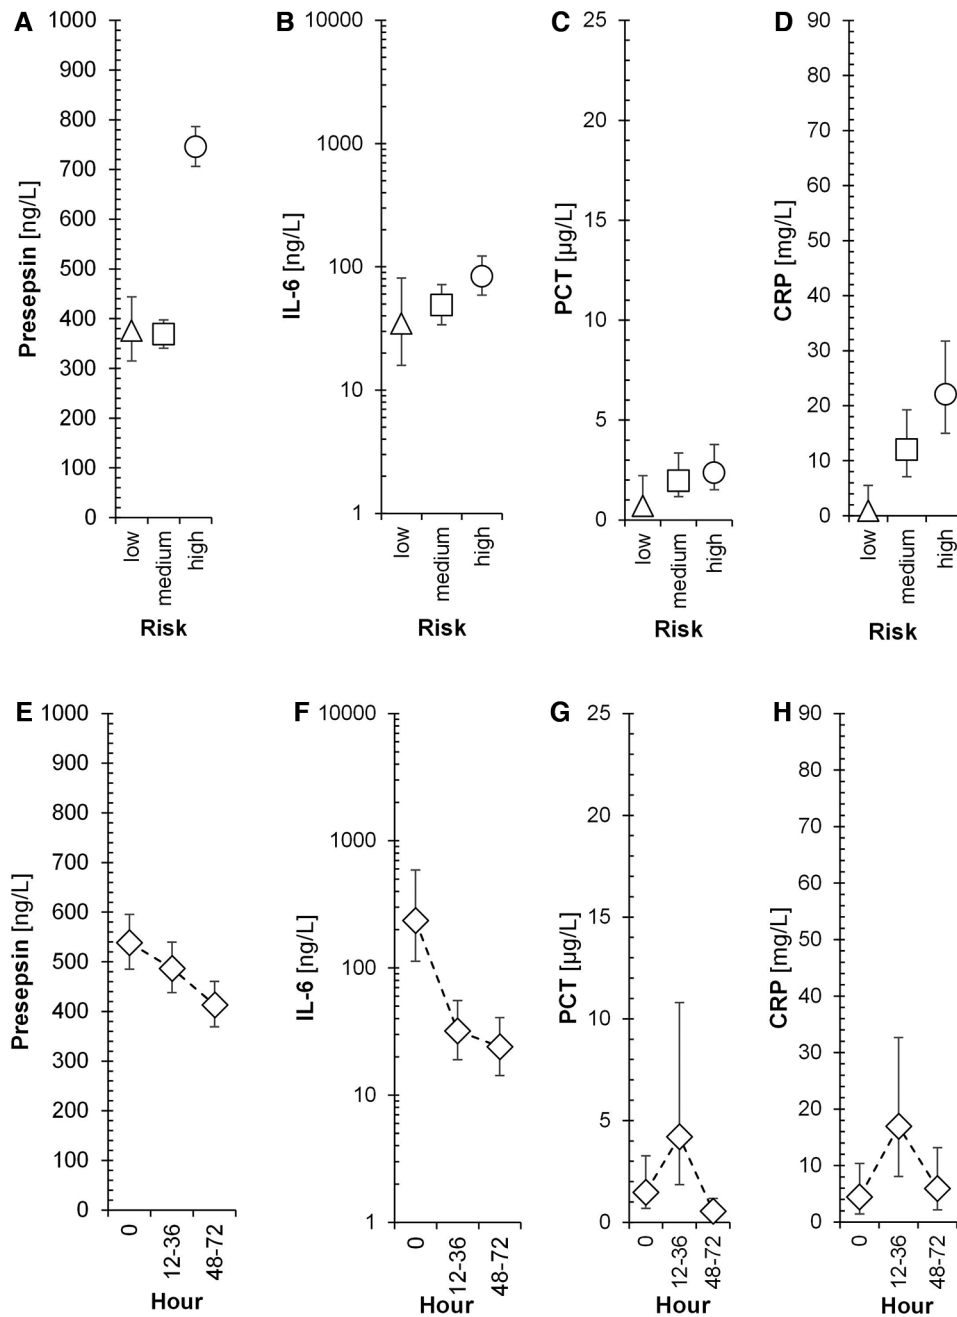 A
Presepsin [ng/L]
1000
900
800
700
600
500
400
300
200
100
0
low
medium
high
Risk
B
IL-6 [ng/L]
10000
1000
100
10
1
low
medium
high
Risk
C
PCT [µg/L]
25
20
15
10
5
0
low
medium
high
Risk
D
CRP [mg/L]
90
80
70
60
50
40
30
20
10
0
low
medium
high
Risk
E
Presepsin [ng/L]
1000
900
800
700
600
500
400
300
200
100
0
0
12-36
48-72
Hour
F
IL-6 [ng/L]
10000
1000
100
10
1
0
12-36
48-72
Hour
G
PCT [µg/L]
25
20
15
10
5
0
0
12-36
48-72
Hour
H
CRP [mg/L]
90
80
70
60
50
40
30
20
10
0
0
12-36
48-72
Hour